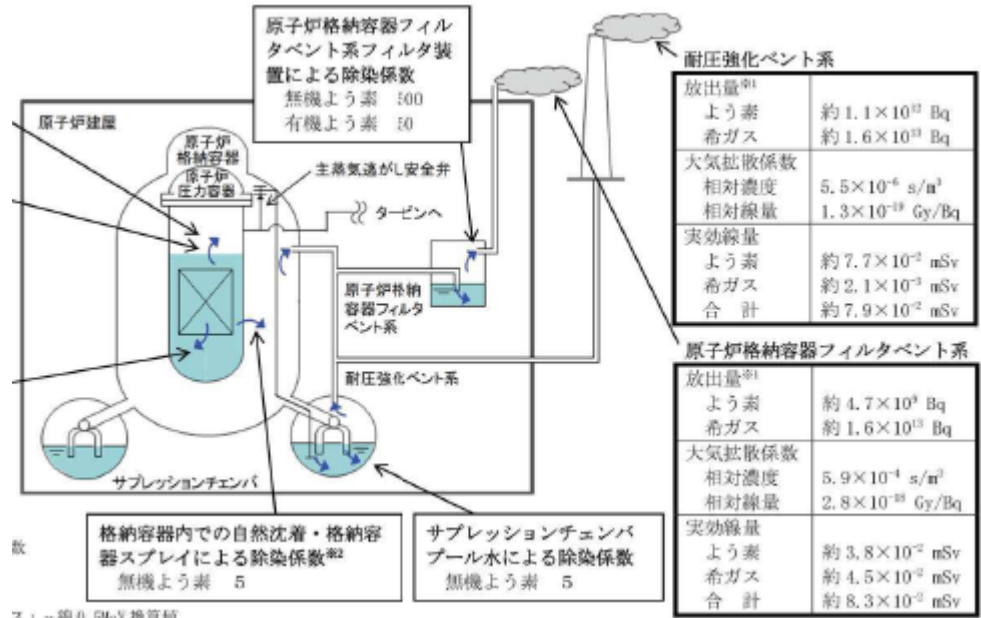 原子炉格納容器フィル
タベント系フィルタ装
置による除染係数
無機よう素 500
有機よう素 50
原子炉建屋
原子炉
格納容器
原子炉
圧力容器
主蒸気逃がし安全弁
タービンへ
原子炉格納
容器フィルタ
ベント系
耐圧強化ベント系
サプレッションチェンバ
格納容器内での自然沈着・格納容
器スプレイによる除染係数※2
無機よう素 5
サプレッションチェンバ
プール水による除染係数
無機よう素 5
耐圧強化ベント系
放出量※1
よう素 約1.1×10¹² Bq
希ガス 約1.6×10¹³ Bq
大気拡散係数
相対濃度 5.5×10⁻⁶ s/m³
相対線量 1.3×10⁻¹⁹ Gy/Bq
実効線量
よう素 約7.7×10⁻² mSv
希ガス 約2.1×10⁻³ mSv
合 計 約7.9×10⁻² mSv
原子炉格納容器フィルタベント系
放出量※1
よう素 約4.7×10⁹ Bq
希ガス 約1.6×10¹³ Bq
大気拡散係数
相対濃度 5.9×10⁻⁴ s/m³
相対線量 2.8×10⁻¹⁸ Gy/Bq
実効線量
よう素 約3.8×10⁻² mSv
希ガス 約4.5×10⁻² mSv
合 計 約8.3×10⁻² mSv
数